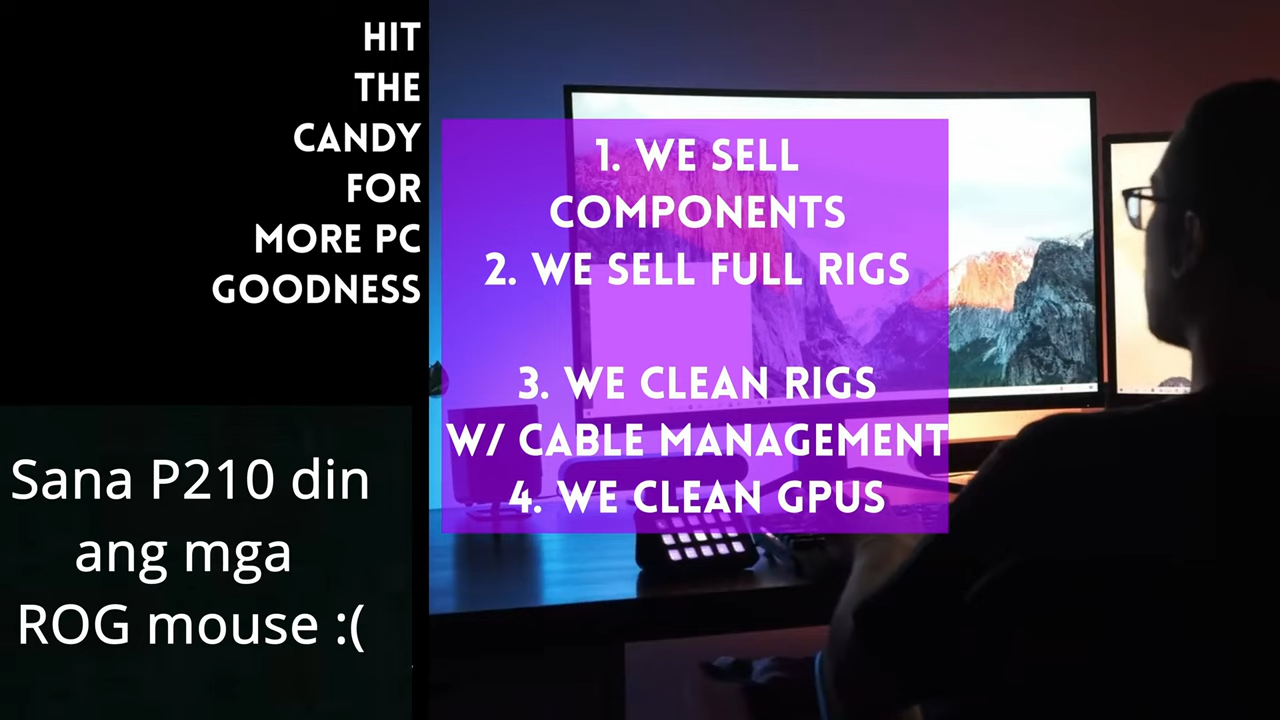 HIT
THE
CANDY
FOR
MORE PC
GOODNESS
Sana P210 din
ang mga
ROG mouse :(
1. WE SELL
COMPONENTS
2. WE SELL FULL RIGS
3. WE CLEAN RIGS
W/ CABLE MANAGEMENT
4. WE CLEAN GPUS